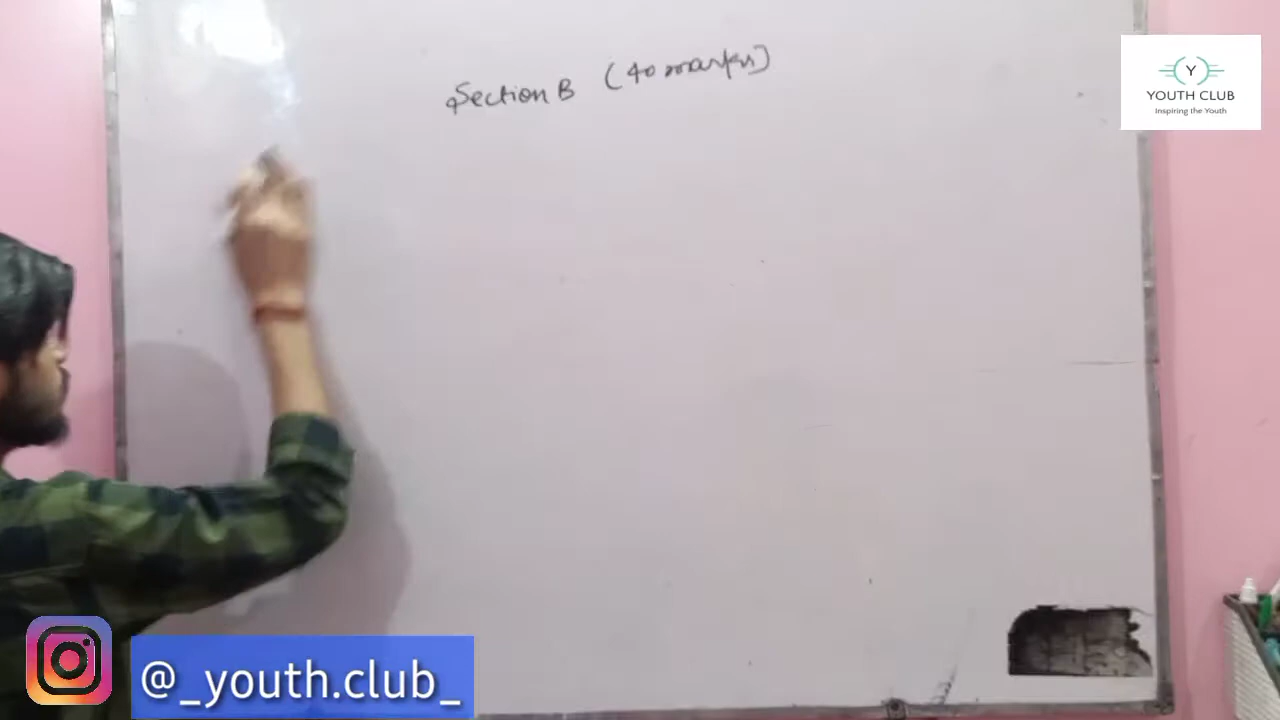 Section B (40 marks)
Y
YOUTH CLUB
Inspiring the Youth
@_youth.club_